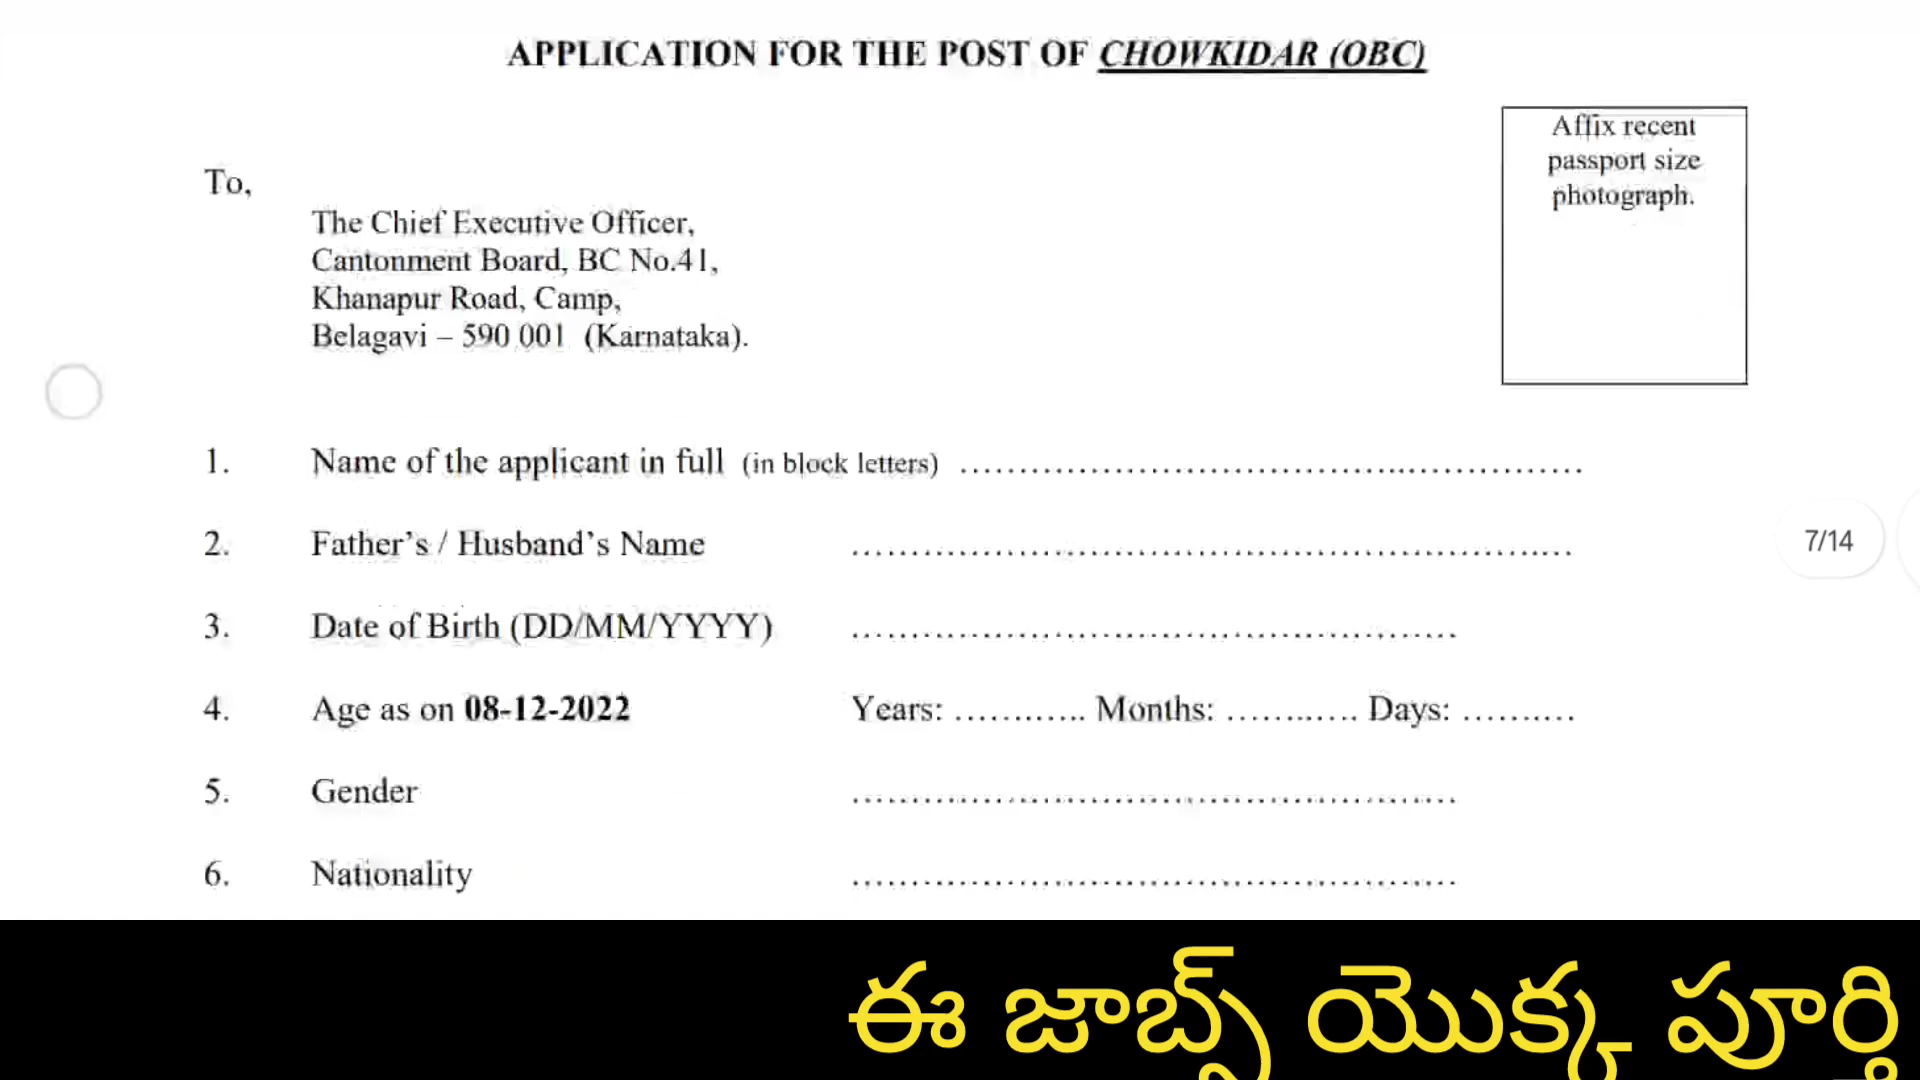 APPLICATION FOR THE POST OF CHOWKIDAR (OBC)
Affix recent
passport size
photograph.
To,
The Chief Executive Officer,
Cantonment Board, BC No.41,
Khanapur Road, Camp,
Belagavi – 590 001 (Karnataka).
1. Name of the applicant in full (in block letters) ......................................................
2. Father's / Husband's Name ..............................................................
3. Date of Birth (DD/MM/YYYY) ....................................................
4. Age as on 08-12-2022 Years: ............. Months: ............. Days: ...........
5. Gender ....................................................
6. Nationality ....................................................
7/14
ఈ జాబ్స్ యొక్క పూర్తి